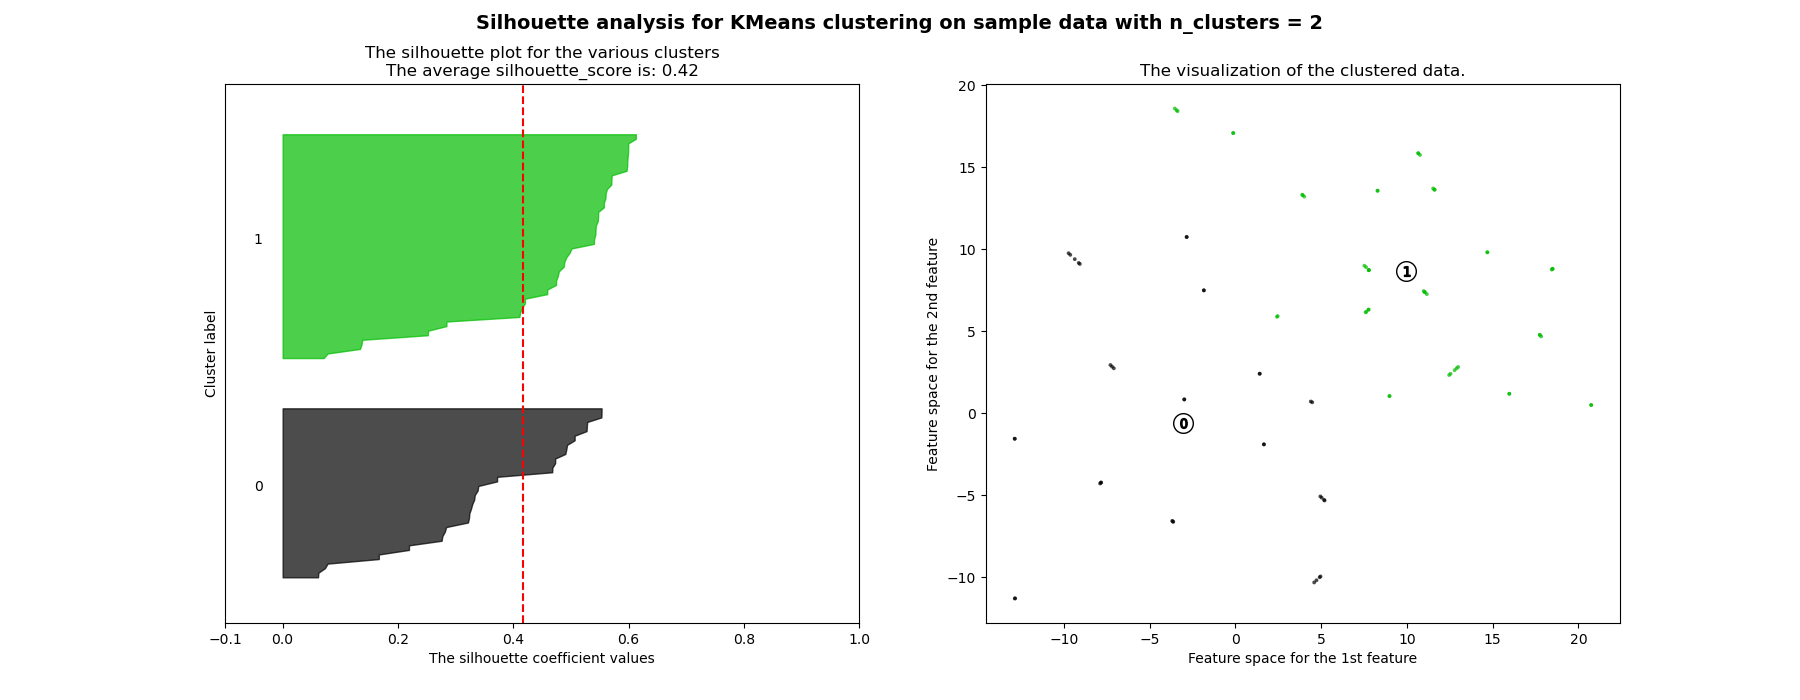 Silhouette analysis for KMeans clustering on sample data with n_clusters = 2
The silhouette plot for the various clusters
The average silhouette_score is: 0.42
Cluster label
1
0
−0.1 0.0 0.2 0.4 0.6 0.8 1.0
The silhouette coefficient values
The visualization of the clustered data.
Feature space for the 2nd feature
20
15
10
5
0
−5
−10
1
0
−10 −5 0 5 10 15 20
Feature space for the 1st feature